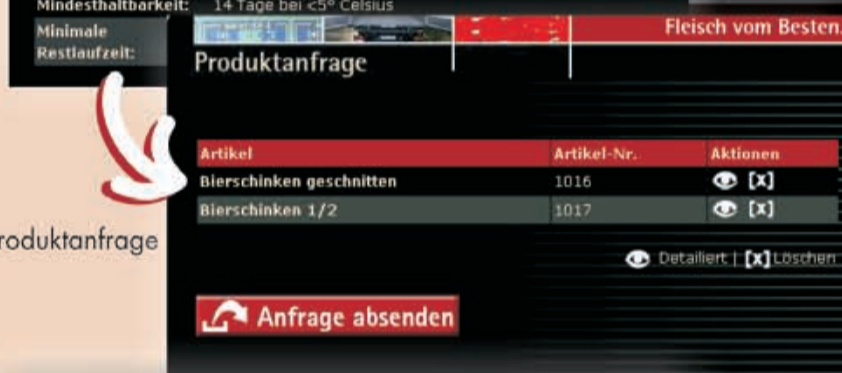 Mindesthaltbarkeit: 14 Tage bei <5° Celsius
Minimale
Restlaufzeit:
Fleisch vom Besten.
Produktanfrage
Artikel Artikel-Nr. Aktionen
Bierschinken geschnitten 1016 [x]
Bierschinken 1/2 1017 [x]
roduktanfrage
Detailiert | [x] Löschen
Anfrage absenden